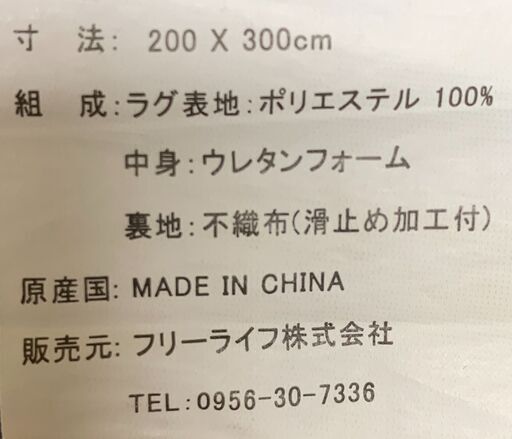 寸 法: 200 X 300cm
組 成:ラグ表地:ポリエステル 100%
中身:ウレタンフォーム
裏地:不織布(滑止め加工付)
原産国: MADE IN CHINA
販売元: フリーライフ株式会社
TEL:0956-30-7336